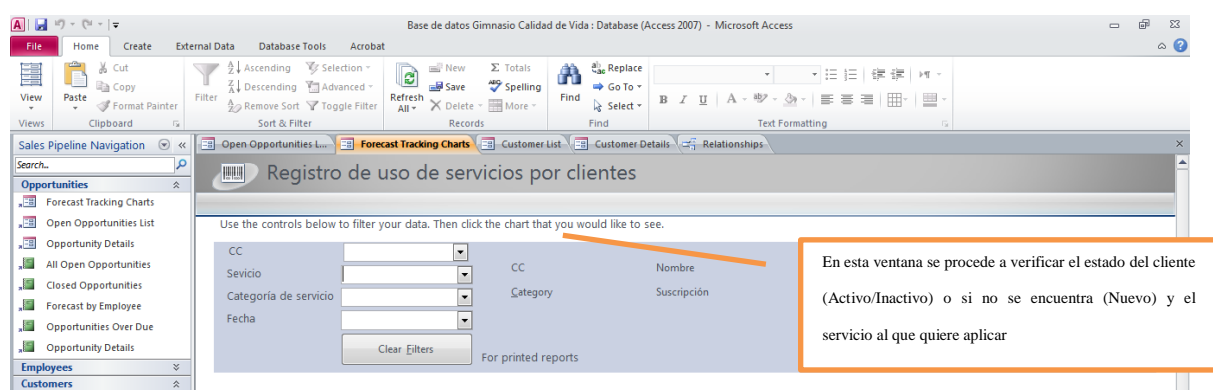 Base de datos Gimnasio Calidad de Vida : Database (Access 2007) - Microsoft Access
File Home Create External Data Database Tools Acrobat
View
Views
Paste
Cut
Copy
Format Painter
Clipboard
Filter
Ascending
Descending
Remove Sort
Selection
Advanced
Toggle Filter
Sort & Filter
Refresh
All
New
Save
Delete
Totals
Spelling
More
Records
Find
Replace
Go To
Select
Find
B I U A
Text Formatting
Sales Pipeline Navigation
Search..
Opportunities
Forecast Tracking Charts
Open Opportunities List
Opportunity Details
All Open Opportunities
Closed Opportunities
Forecast by Employee
Opportunities Over Due
Opportunity Details
Employees
Customers
Open Opportunities L... Forecast Tracking Charts Customer List Customer Details Relationships
Registro de uso de servicios por clientes
Use the controls below to filter your data. Then click the chart that you would like to see.
CC
Sevicio
Categoría de servicio
Fecha
Clear Filters
CC Nombre
Category Suscripción
For printed reports
En esta ventana se procede a verificar el estado del cliente
(Activo/Inactivo) o si no se encuentra (Nuevo) y el
servicio al que quiere aplicar